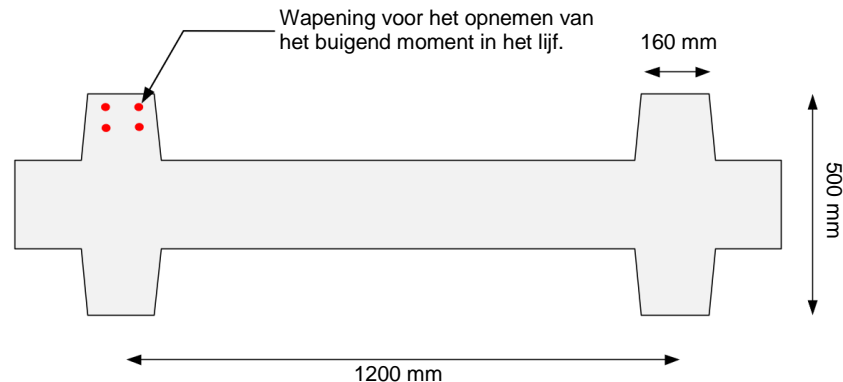 Wapening voor het opnemen van
het buigend moment in het lijf.
160 mm
500 mm
1200 mm